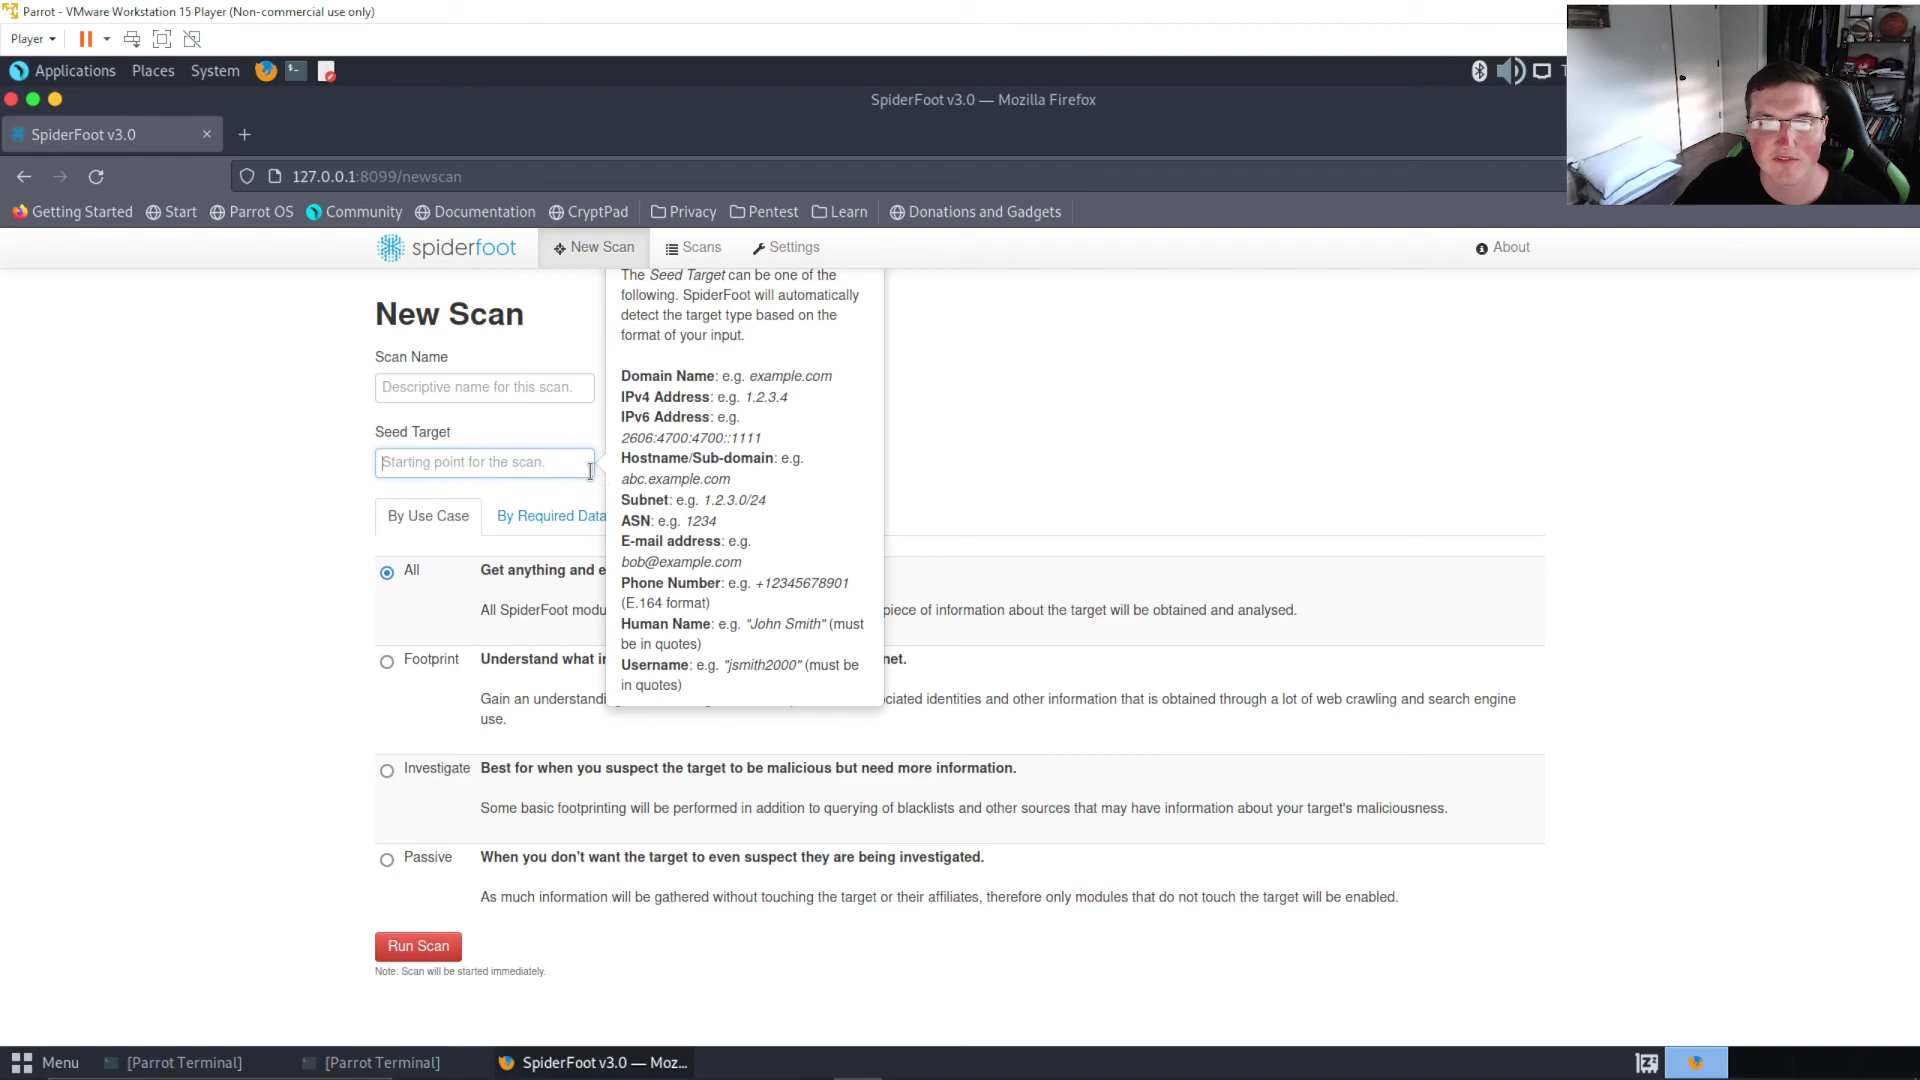 Parrot - VMware Workstation 15 Player (Non-commercial use only)
Player
Applications Places System
SpiderFoot v3.0 — Mozilla Firefox
SpiderFoot v3.0
127.0.0.1:8099/newscan
Getting Started Start Parrot OS Community Documentation CryptPad Privacy Pentest Learn Donations and Gadgets
spiderfoot New Scan Scans Settings About
New Scan
Scan Name
Descriptive name for this scan.
Seed Target
Starting point for the scan.
The Seed Target can be one of the
following. SpiderFoot will automatically
detect the target type based on the
format of your input.
Domain Name: e.g. example.com
IPv4 Address: e.g. 1.2.3.4
IPv6 Address: e.g.
2606:4700:4700::1111
Hostname/Sub-domain: e.g.
abc.example.com
Subnet: e.g. 1.2.3.0/24
ASN: e.g. 1234
E-mail address: e.g.
bob@example.com
Phone Number: e.g. +12345678901
(E.164 format)
Human Name: e.g. "John Smith" (must
be in quotes)
Username: e.g. "jsmith2000" (must be
in quotes)
By Use Case By Required Data
All Get anything and e
All SpiderFoot modu piece of information about the target will be obtained and analysed.
Footprint Understand what in net.
Gain an understandi ciated identities and other information that is obtained through a lot of web crawling and search engine
use.
Investigate Best for when you suspect the target to be malicious but need more information.
Some basic footprinting will be performed in addition to querying of blacklists and other sources that may have information about your target's maliciousness.
Passive When you don't want the target to even suspect they are being investigated.
As much information will be gathered without touching the target or their affiliates, therefore only modules that do not touch the target will be enabled.
Run Scan
Note: Scan will be started immediately.
Menu [Parrot Terminal] [Parrot Terminal] SpiderFoot v3.0 — Moz...